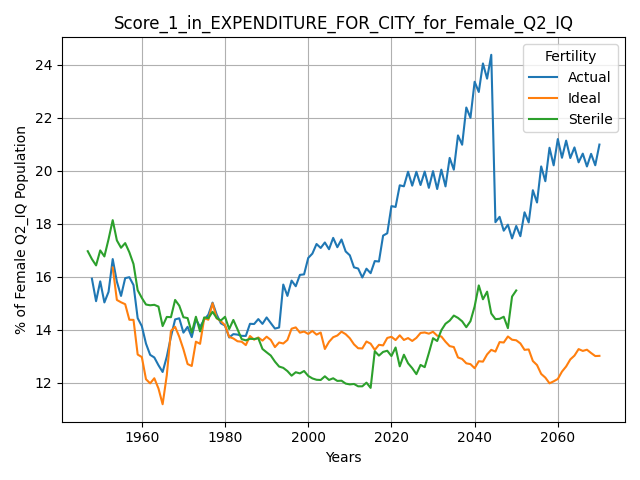 Score_1_in_EXPENDITURE_FOR_CITY_for_Female_Q2_IQ
Fertility
Actual
Ideal
Sterile
% of Female Q2_IQ Population
24
22
20
18
16
14
12
1960
1980
2000
2020
2040
2060
Years